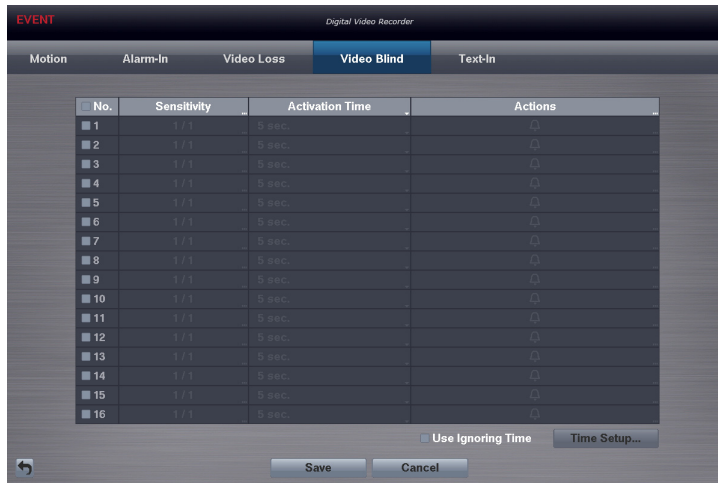 EVENT
Digital Video Recorder
Motion Alarm-In Video Loss Video Blind Text-In
No. Sensitivity ... Activation Time Actions ...
1 1 / 1 5 sec.
2 1 / 1 5 sec.
3 1 / 1 5 sec.
4 1 / 1 5 sec.
5 1 / 1 5 sec.
6 1 / 1 5 sec.
7 1 / 1 5 sec.
8 1 / 1 5 sec.
9 1 / 1 5 sec.
10 1 / 1 5 sec.
11 1 / 1 5 sec.
12 1 / 1 5 sec.
13 1 / 1 5 sec.
14 1 / 1 5 sec.
15 1 / 1 5 sec.
16 1 / 1 5 sec.
Use Ignoring Time Time Setup...
Save Cancel